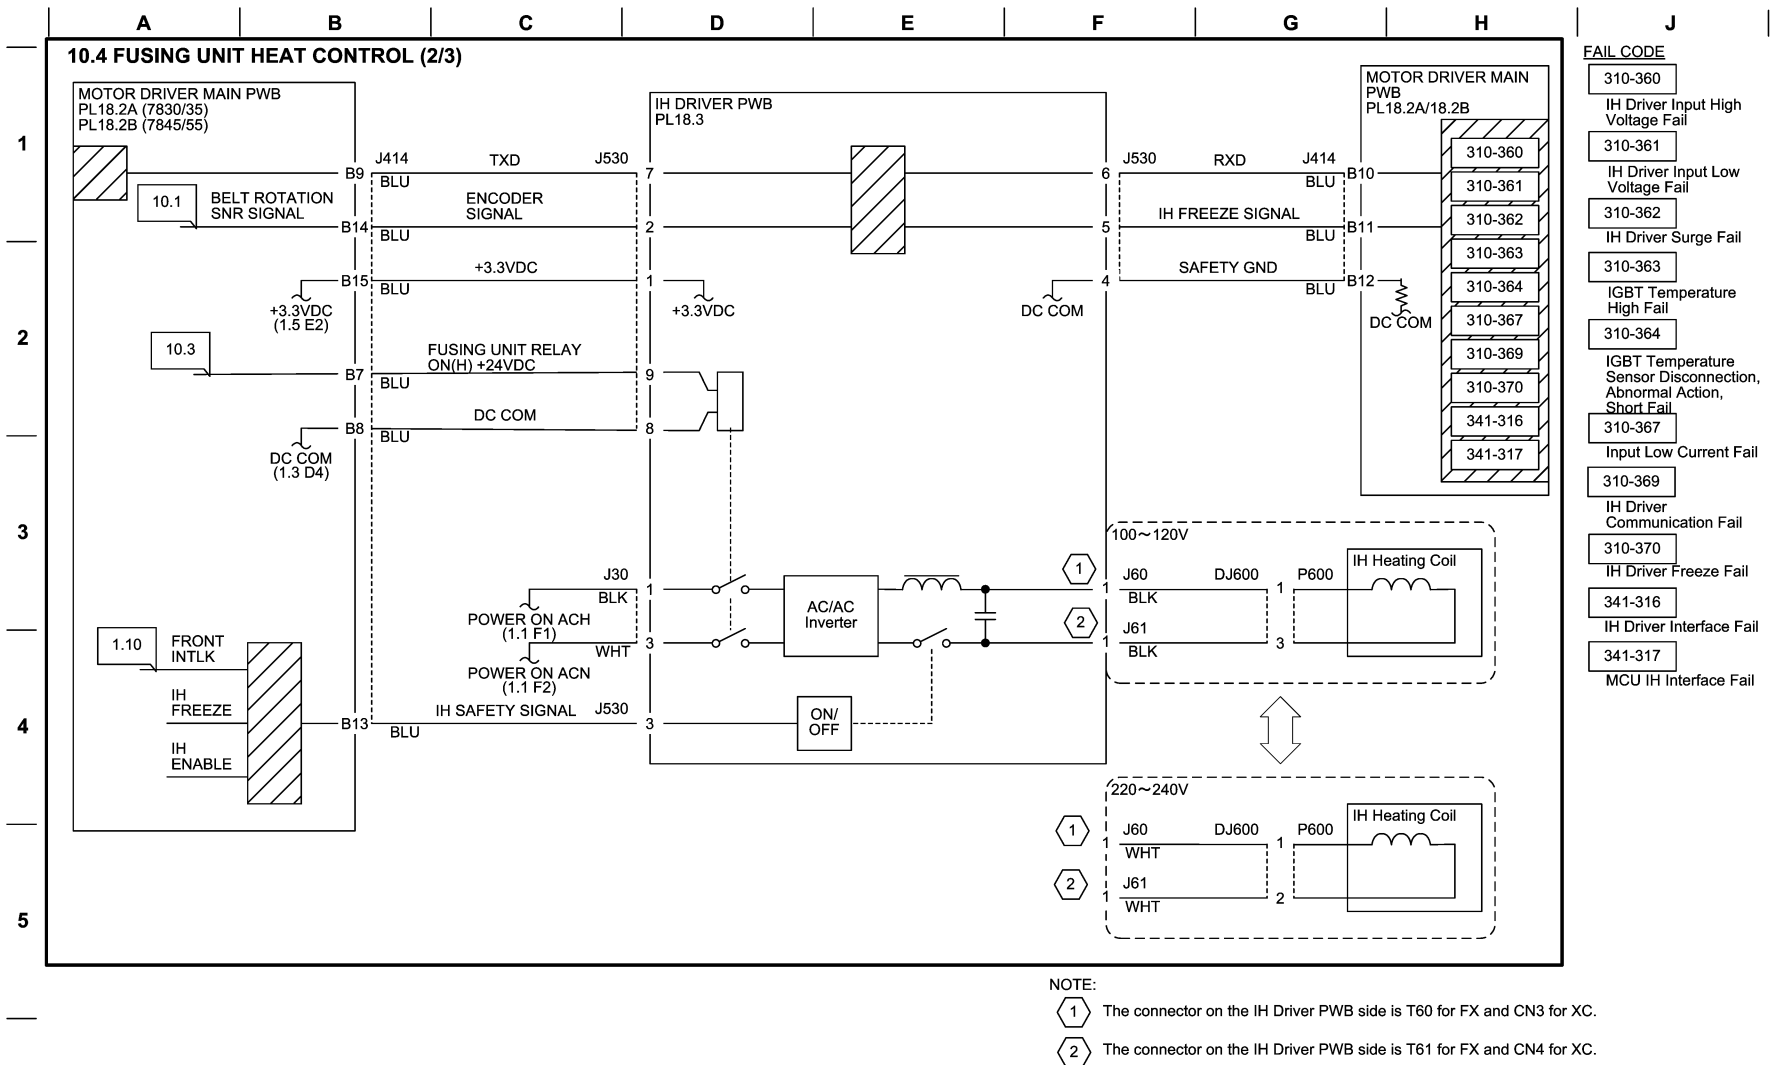 A B C D E F G H J
10.4 FUSING UNIT HEAT CONTROL (2/3)
MOTOR DRIVER MAIN PWB
PL18.2A (7830/35)
PL18.2B (7845/55)
IH DRIVER PWB
PL18.3
MOTOR DRIVER MAIN
PWB
PL18.2A/18.2B
1
J414 TXD J530
B9 BLU 7
6 J530 RXD J414
BLU B10
10.1
BELT ROTATION
SNR SIGNAL
ENCODER
SIGNAL
B14 BLU 2
5 IH FREEZE SIGNAL
BLU B11
+3.3VDC
B15 BLU 1
+3.3VDC
(1.5 E2)
+3.3VDC
4 SAFETY GND
BLU B12
DC COM
DC COM
2
10.3
FUSING UNIT RELAY
ON(H) +24VDC
B7 BLU 9
DC COM
B8 BLU 8
DC COM
(1.3 D4)
310-360
310-361
310-362
310-363
310-364
310-367
310-369
310-370
341-316
341-317
3
J30
BLK 1
POWER ON ACH
(1.1 F1)
WHT 3
POWER ON ACN
(1.1 F2)
AC/AC
Inverter
100～120V
1
1 J60 DJ600 1 P600
BLK
IH Heating Coil
2
1 J61 3
BLK
4
1.10
FRONT
INTLK
IH
FREEZE
IH
ENABLE
B13 BLU IH SAFETY SIGNAL J530 3
ON/
OFF
220～240V
1
1 J60 DJ600 1 P600
WHT
IH Heating Coil
2
1 J61 2
WHT
5
FAIL CODE
310-360
IH Driver Input High
Voltage Fail
310-361
IH Driver Input Low
Voltage Fail
310-362
IH Driver Surge Fail
310-363
IGBT Temperature
High Fail
310-364
IGBT Temperature
Sensor Disconnection,
Abnormal Action,
Short Fail
310-367
Input Low Current Fail
310-369
IH Driver
Communication Fail
310-370
IH Driver Freeze Fail
341-316
IH Driver Interface Fail
341-317
MCU IH Interface Fail
NOTE:
1 The connector on the IH Driver PWB side is T60 for FX and CN3 for XC.
2 The connector on the IH Driver PWB side is T61 for FX and CN4 for XC.